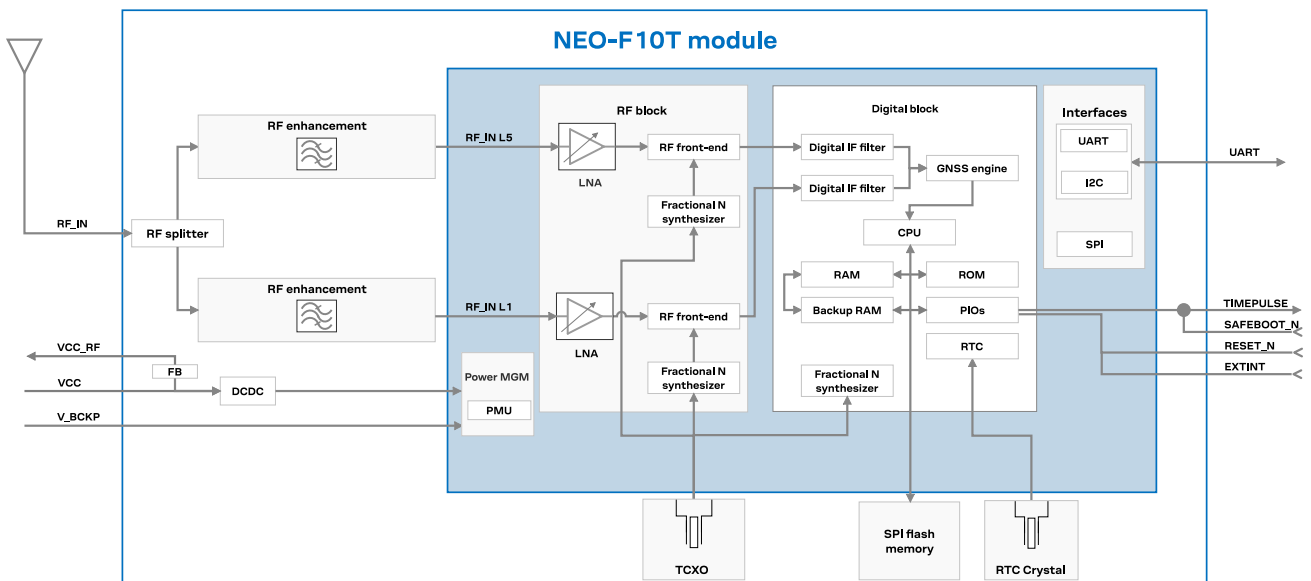 NEO-F10T module
RF enhancement
RF_IN L5
RF block
LNA
RF front-end
Fractional N
synthesizer
Digital block
Digital IF filter
Digital IF filter
GNSS engine
CPU
Interfaces
UART
I2C
SPI
UART
RF_IN
RF splitter
RF enhancement
RF_IN L1
LNA
RF front-end
Fractional N
synthesizer
RAM
ROM
Backup RAM
PIOs
RTC
Fractional N
synthesizer
TIMEPULSE
SAFEBOOT_N
RESET_N
EXTINT
VCC_RF
FB
VCC
DCDC
V_BCKP
Power MGM
PMU
TCXO
SPI flash
memory
RTC Crystal